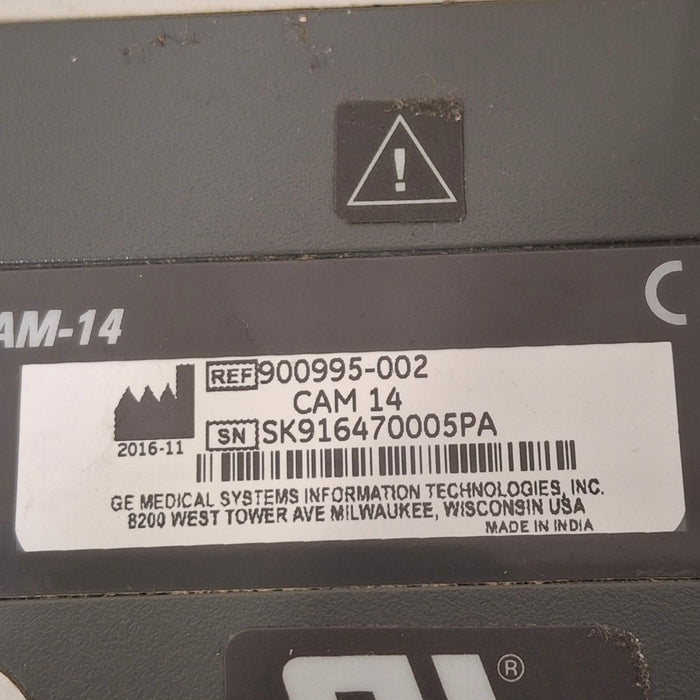 !
AM-14
C
REF 900995-002
CAM 14
SN SK916470005PA
2016-11
GE MEDICAL SYSTEMS INFORMATION TECHNOLOGIES, INC.
8200 WEST TOWER AVE MILWAUKEE, WISCONSIN USA
MADE IN INDIA
®